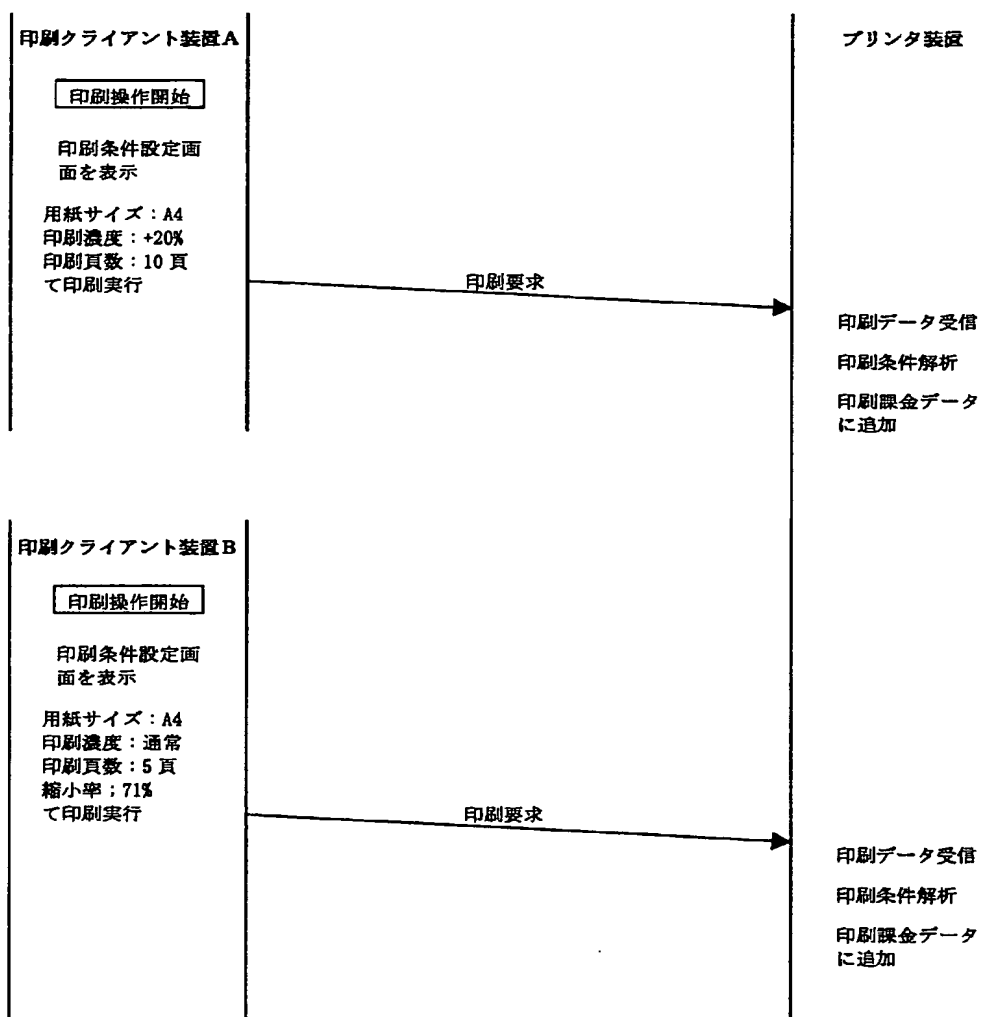 印刷クライアント装置A
プリンタ装置
印刷操作開始
印刷条件設定画
面を表示
用紙サイズ：A4
印刷濃度：+20%
印刷頁数：10 頁
て印刷実行
印刷要求
印刷データ受信
印刷条件解析
印刷課金データ
に追加
印刷クライアント装置B
印刷操作開始
印刷条件設定画
面を表示
用紙サイズ：A4
印刷濃度：通常
印刷頁数：5 頁
縮小率；71%
て印刷実行
印刷要求
印刷データ受信
印刷条件解析
印刷課金データ
に追加